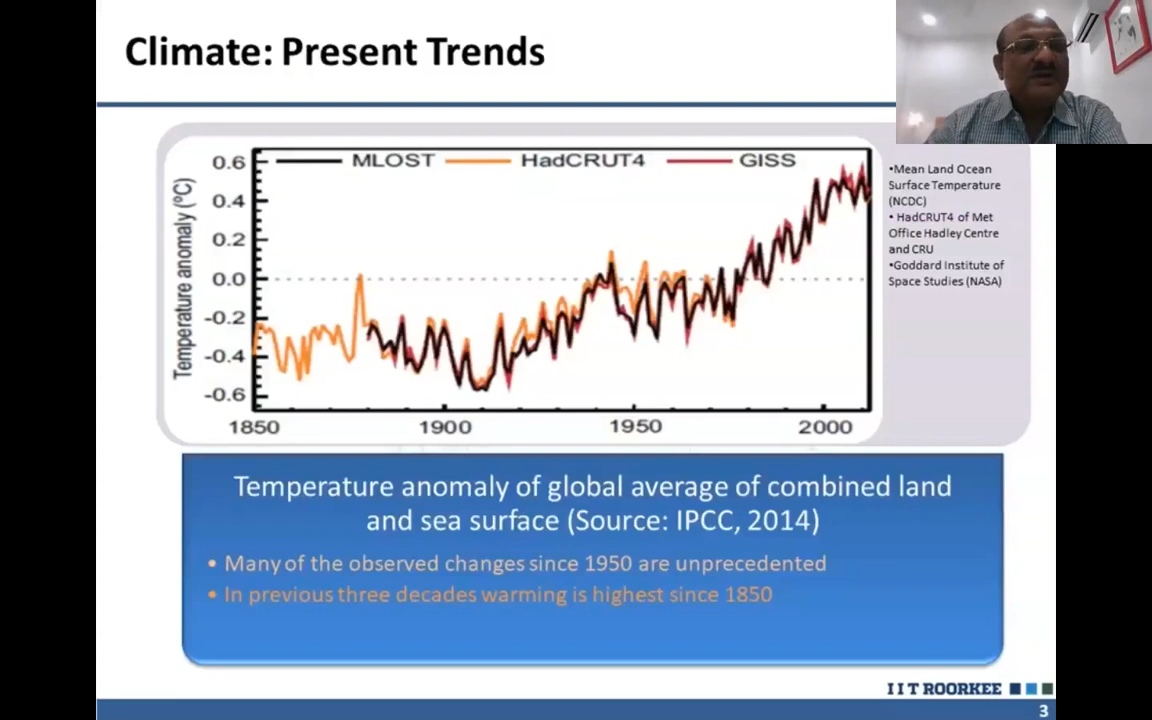 Climate: Present Trends
MLOST HadCRUT4 GISS
Temperature anomaly (ºC)
0.6
0.4
0.2
0.0
-0.2
-0.4
-0.6
1850 1900 1950 2000
•Mean Land Ocean
Surface Temperature
(NCDC)
• HadCRUT4 of Met
Office Hadley Centre
and CRU
•Goddard Institute of
Space Studies (NASA)
Temperature anomaly of global average of combined land
and sea surface (Source: IPCC, 2014)
• Many of the observed changes since 1950 are unprecedented
• In previous three decades warming is highest since 1850
IIT ROORKEE
3